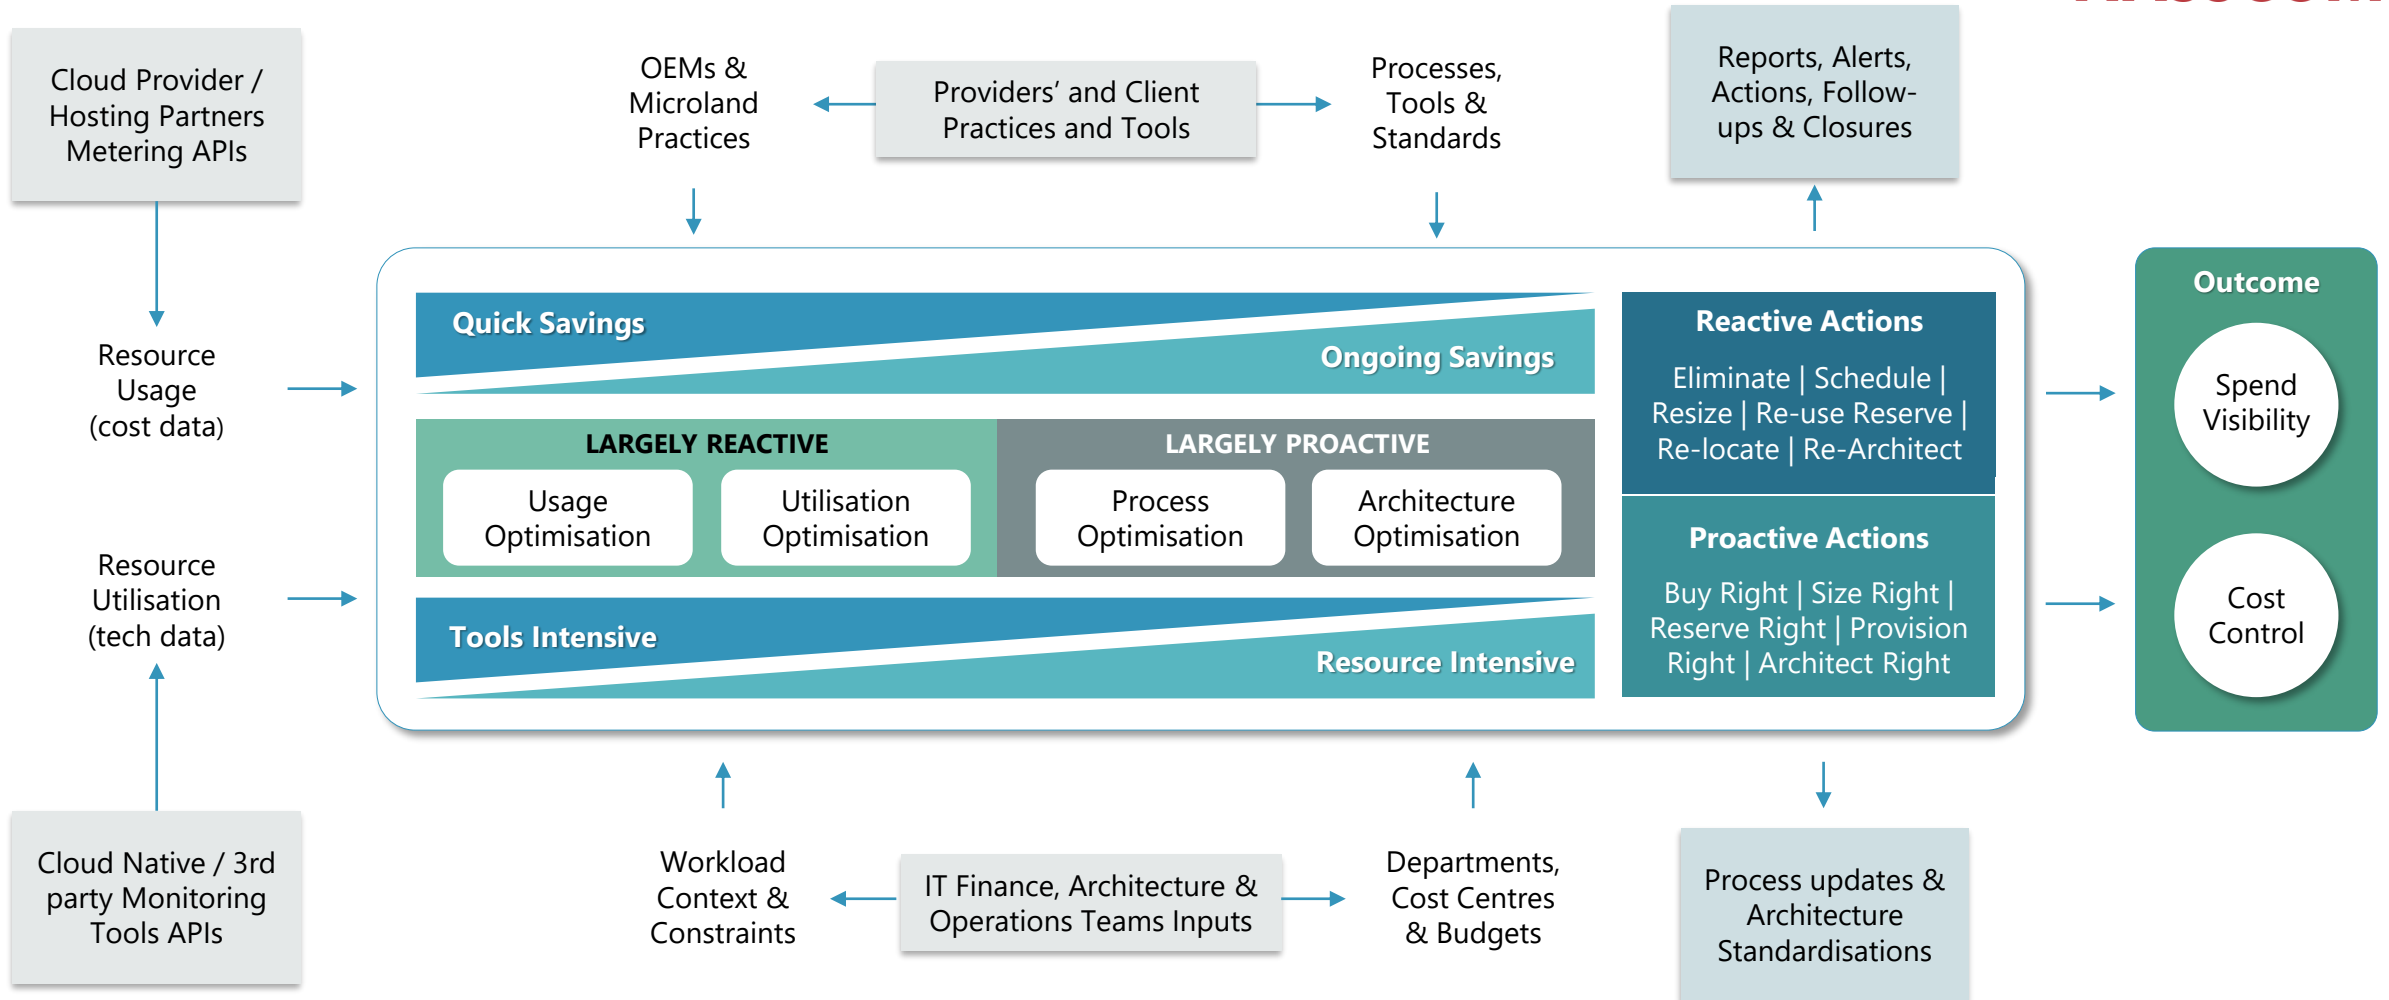 Cloud Provider /
Hosting Partners
Metering APIs
OEMs &
Microland
Practices
Providers’ and Client
Practices and Tools
Processes,
Tools &
Standards
Reports, Alerts,
Actions, Follow-
ups & Closures
Resource
Usage
(cost data)
Resource
Utilisation
(tech data)
Quick Savings
Ongoing Savings
LARGELY REACTIVE
Usage
Optimisation
Utilisation
Optimisation
LARGELY PROACTIVE
Process
Optimisation
Architecture
Optimisation
Tools Intensive
Resource Intensive
Reactive Actions
Eliminate | Schedule |
Resize | Re-use Reserve |
Re-locate | Re-Architect
Proactive Actions
Buy Right | Size Right |
Reserve Right | Provision
Right | Architect Right
Outcome
Spend
Visibility
Cost
Control
Cloud Native / 3rd
party Monitoring
Tools APIs
Workload
Context &
Constraints
IT Finance, Architecture &
Operations Teams Inputs
Departments,
Cost Centres
& Budgets
Process updates &
Architecture
Standardisations